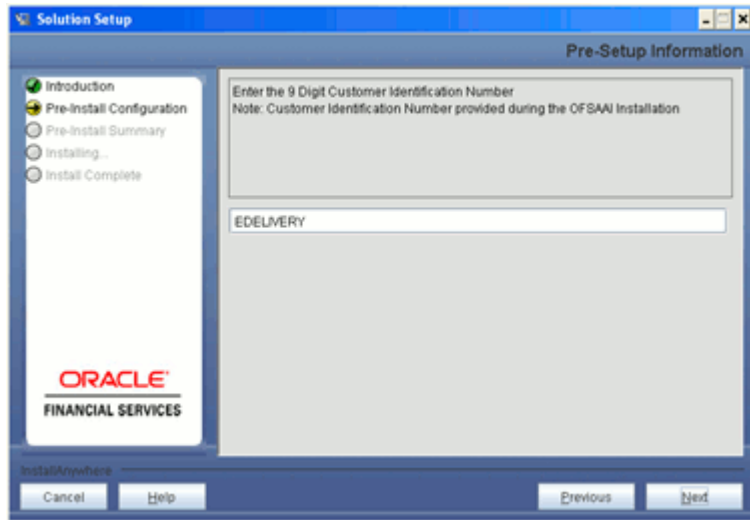 Solution Setup
Pre-Setup Information
Introduction
Pre-Install Configuration
Pre-Install Summary
Installing...
Install Complete
Enter the 9 Digit Customer Identification Number
Note: Customer Identification Number provided during the OFSAAI Installation
EDELIVERY
ORACLE
FINANCIAL SERVICES
InstallAnywhere
Cancel
Help
Previous
Next